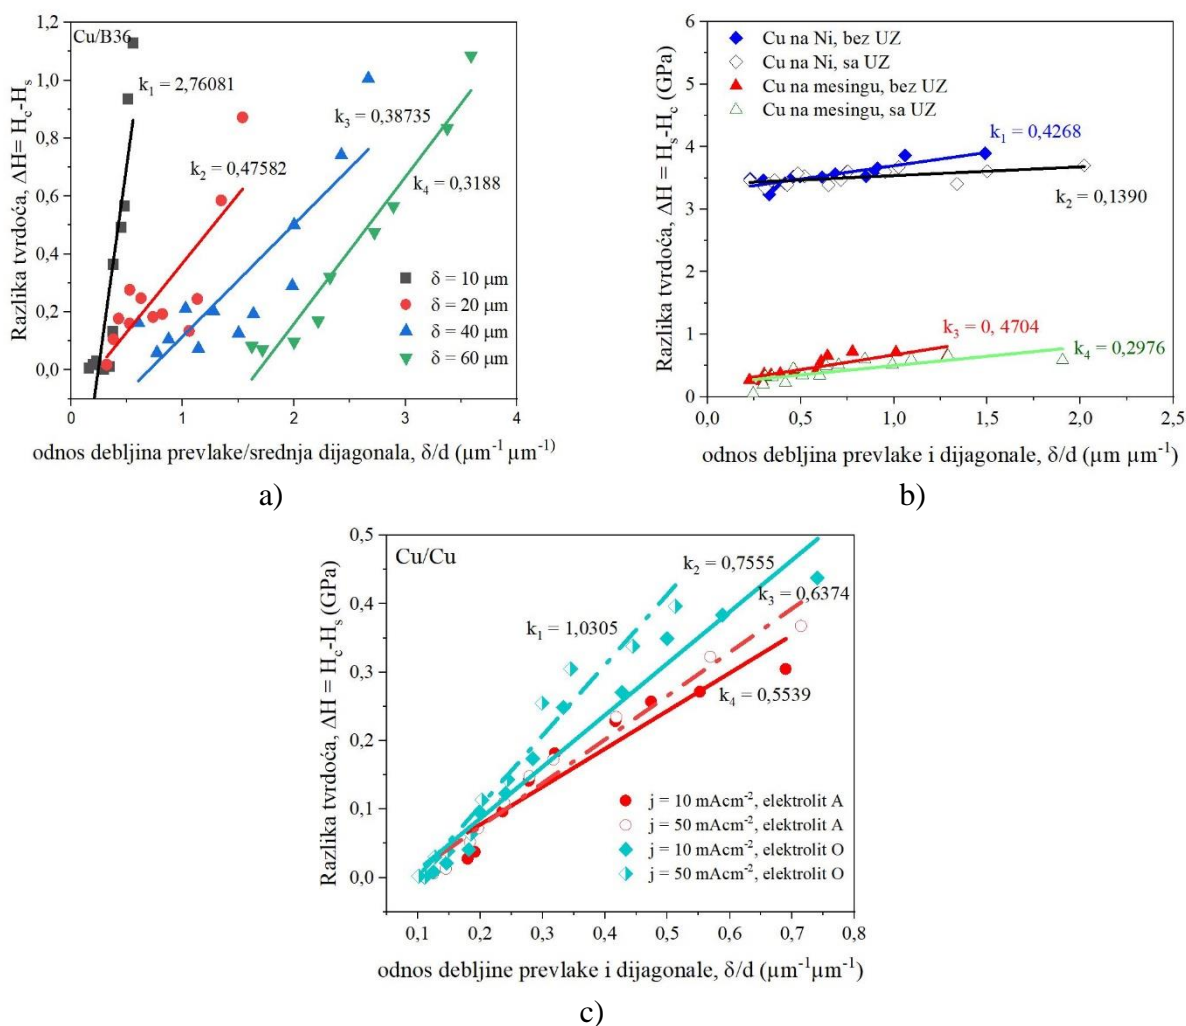 1,2
1,0
0,8
0,6
0,4
0,2
0,0
Razlika tvrdoća, ΔH= H_c-H_s
Cu/B36
k₁ = 2,76081
k₂ = 0,47582
k₃ = 0,38735
k₄ = 0,3188
δ = 10 μm
δ = 20 μm
δ = 40 μm
δ = 60 μm
0 1 2 3 4
odnos debljina prevlake/srednja dijagonala, δ/d (μm⁻¹ μm⁻¹)
a)
6
5
4
3
2
1
0
Razlika tvrdoća, ΔH = H_s-H_c (GPa)
Cu na Ni, bez UZ
Cu na Ni, sa UZ
Cu na mesingu, bez UZ
Cu na mesingu, sa UZ
k₁ = 0,4268
k₂ = 0,1390
k₃ = 0, 4704
k₄ = 0,2976
0,0 0,5 1,0 1,5 2,0 2,5
odnos debljina prevlake i dijagonale, δ/d (μm μm⁻¹)
b)
0,5
0,4
0,3
0,2
0,1
0,0
Razlika tvrdoća, ΔH = H_c-H_s (GPa)
Cu/Cu
k₂ = 0,7555
k₃ = 0,6374
k₁ = 1,0305
k₄ = 0,5539
j = 10 mAcm⁻², elektrolit A
j = 50 mAcm⁻², elektrolit A
j = 10 mAcm⁻², elektrolit O
j = 50 mAcm⁻², elektrolit O
0,1 0,2 0,3 0,4 0,5 0,6 0,7 0,8
odnos debljine prevlake i dijagonale, δ/d (μm⁻¹μm⁻¹)
c)